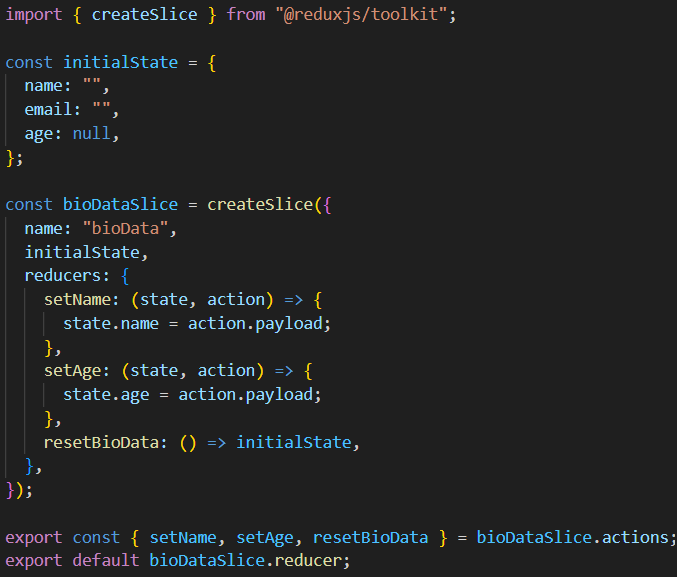 import { createSlice } from "@reduxjs/toolkit";
const initialState = {
name: "",
email: "",
age: null,
};
const bioDataSlice = createSlice({
name: "bioData",
initialState,
reducers: {
setName: (state, action) => {
state.name = action.payload;
},
setAge: (state, action) => {
state.age = action.payload;
},
resetBioData: () => initialState,
},
});
export const { setName, setAge, resetBioData } = bioDataSlice.actions;
export default bioDataSlice.reducer;